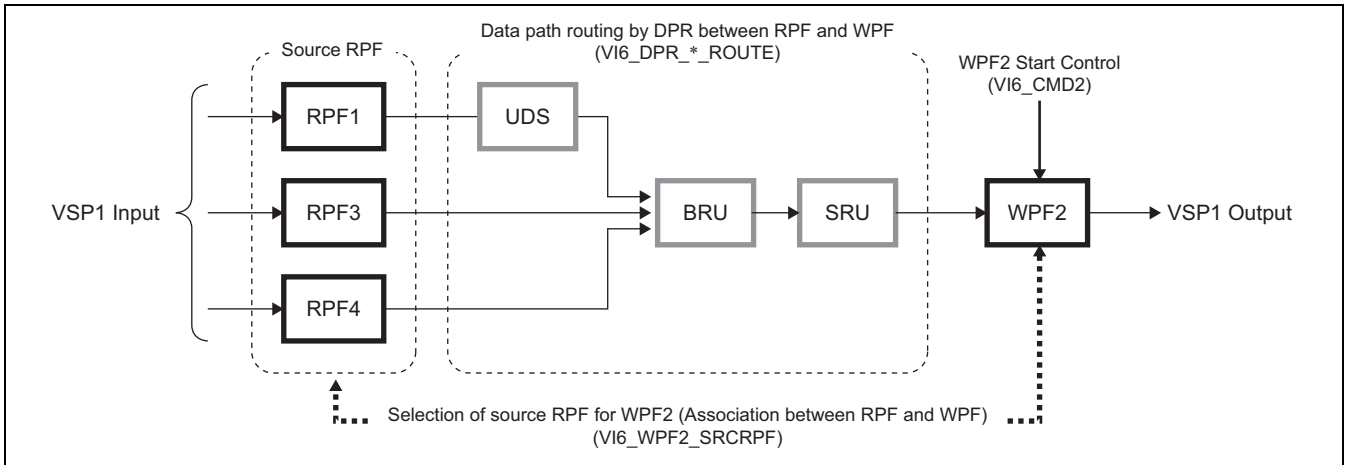 Data path routing by DPR between RPF and WPF
(VI6_DPR_*_ROUTE)
Source RPF
WPF2 Start Control
(VI6_CMD2)
RPF1
UDS
VSP1 Input
RPF3
BRU
SRU
WPF2
VSP1 Output
RPF4
Selection of source RPF for WPF2 (Association between RPF and WPF)
(VI6_WPF2_SRCRPF)